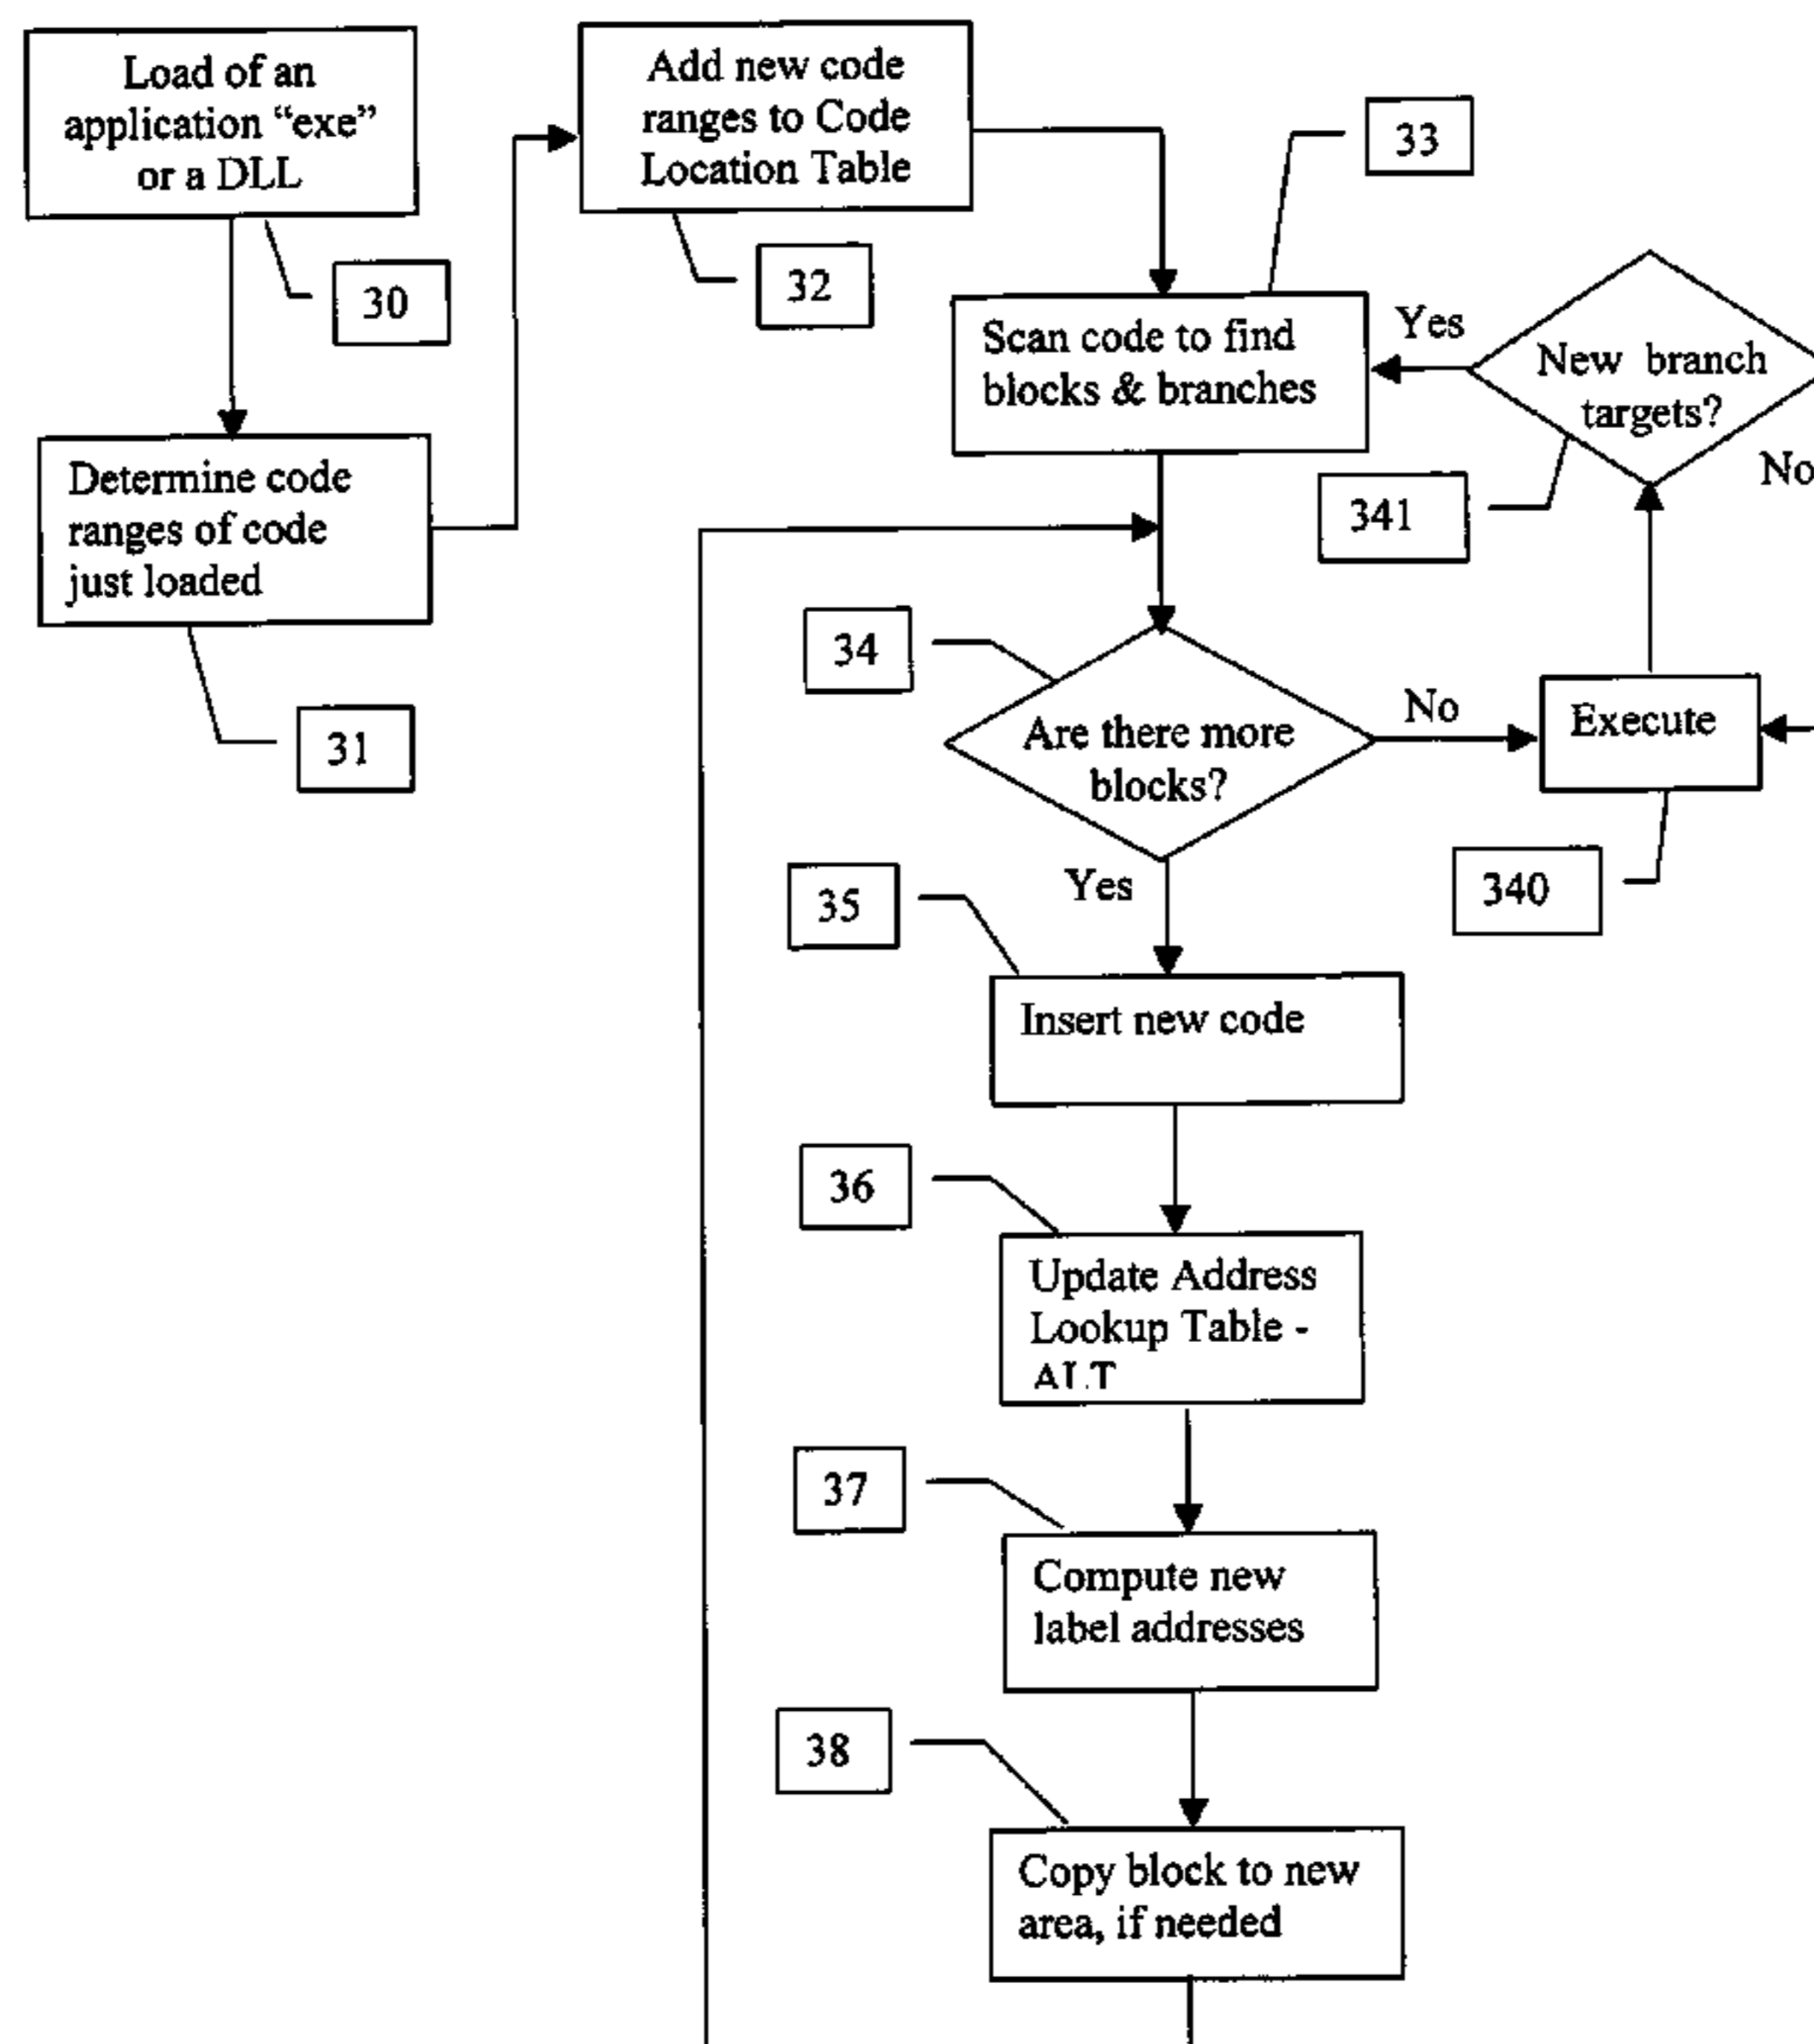 Load of an
application “exe”
or a DLL
30
Determine code
ranges of code
just loaded
31
Add new code
ranges to Code
Location Table
32
33
Scan code to find
blocks & branches
Yes
New branch
targets?
No
341
34
Are there more
blocks?
No
Execute
340
Yes
35
Insert new code
36
Update Address
Lookup Table -
ALT
37
Compute new
label addresses
38
Copy block to new
area, if needed